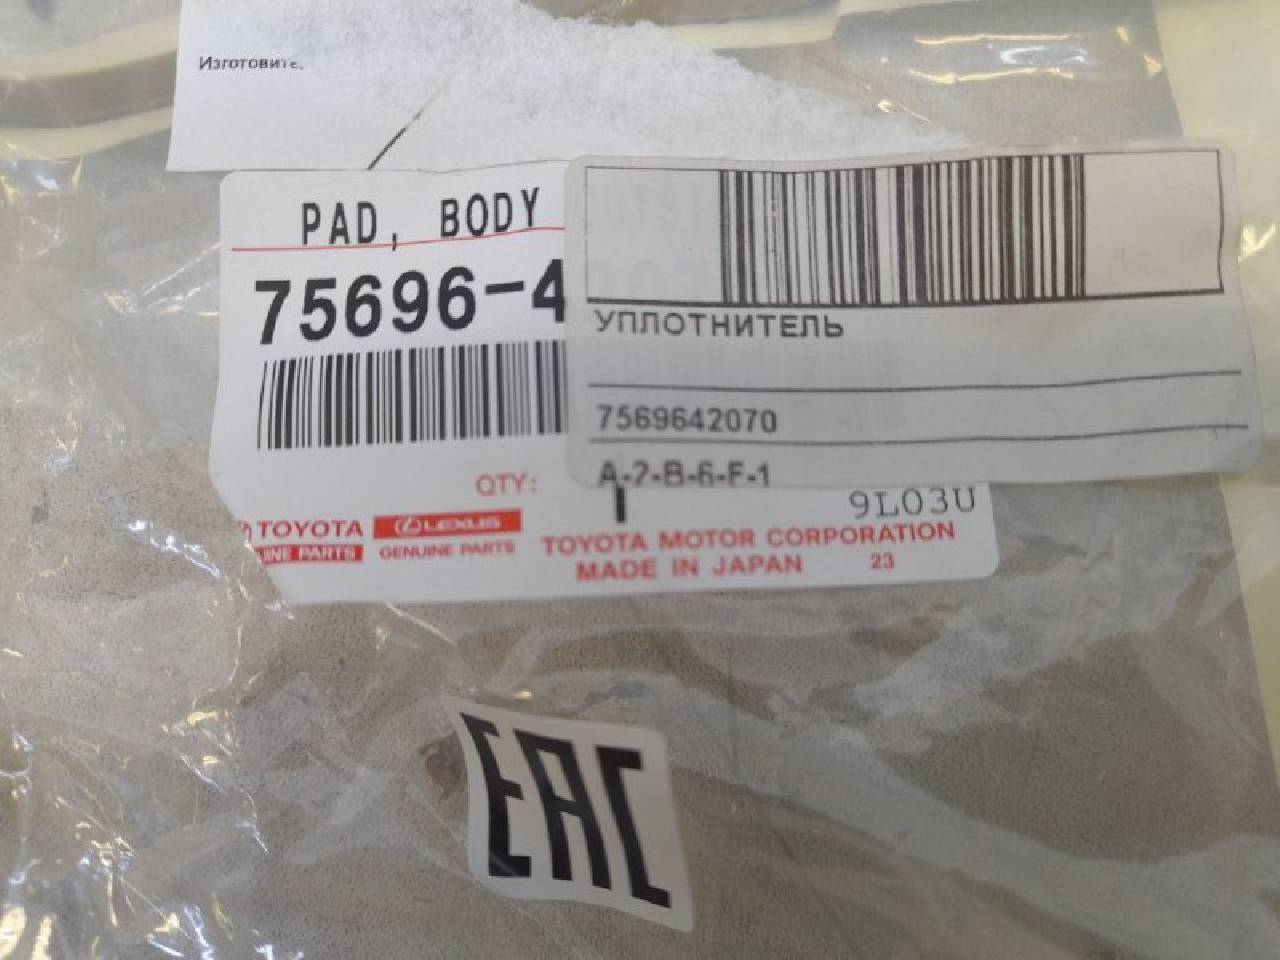 Изготовите
PAD, BODY
75696-4
УПЛОТНИТЕЛЬ
7569642070
A-2-B-6-F-1
QTY:
1
9L03U
TOYOTA
LEXUS
INE PARTS
GENUINE PARTS
TOYOTA MOTOR CORPORATION
MADE IN JAPAN 23
EAC